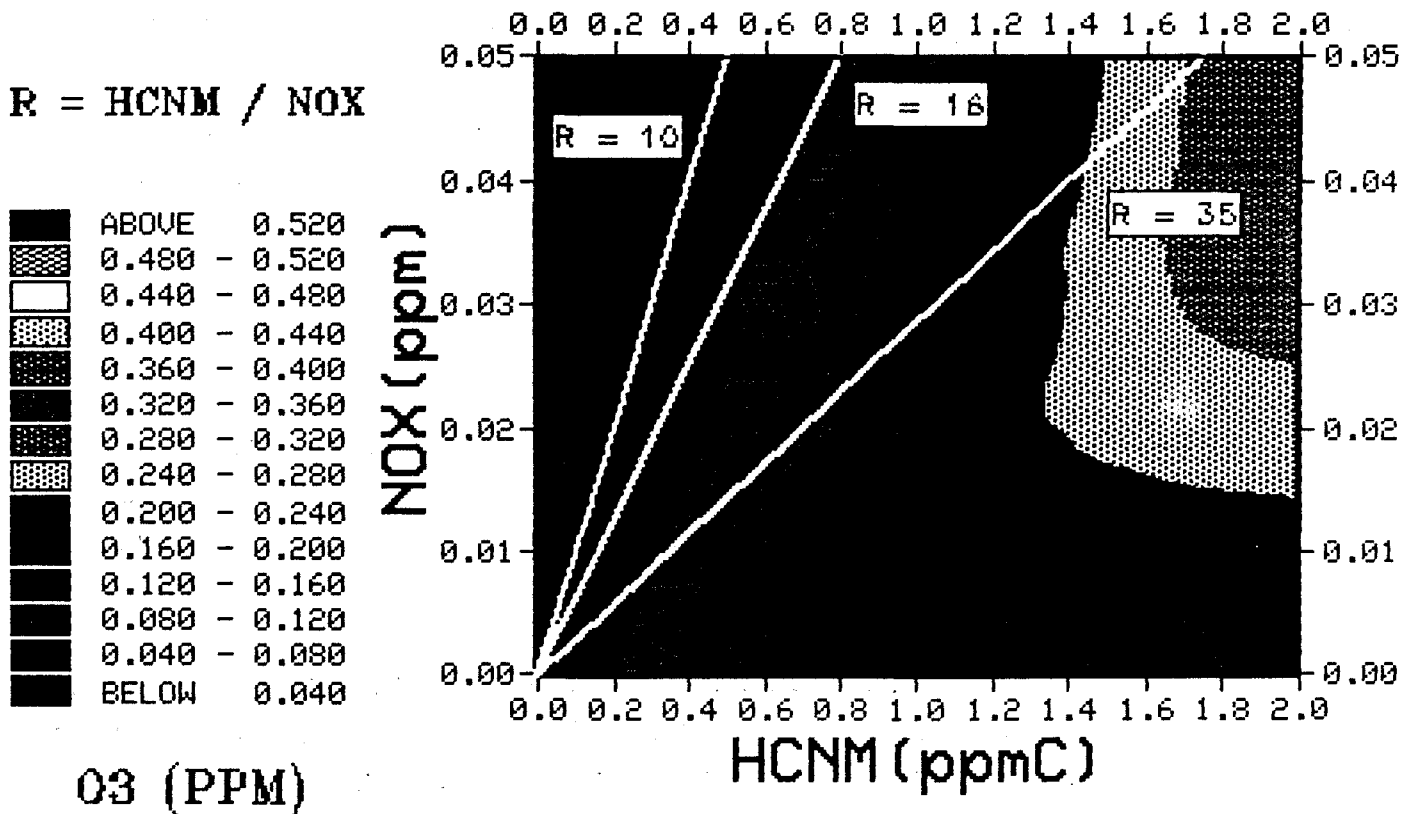 R = HCNM / NOX
ABOVE 0.520
0.480 - 0.520
0.440 - 0.480
0.400 - 0.440
0.360 - 0.400
0.320 - 0.360
0.280 - 0.320
0.240 - 0.280
0.200 - 0.240
0.160 - 0.200
0.120 - 0.160
0.080 - 0.120
0.040 - 0.080
BELOW 0.040
O3 (PPM)
0.0 0.2 0.4 0.6 0.8 1.0 1.2 1.4 1.6 1.8 2.0
0.05
0.04
0.03
0.02
0.01
0.00
NOX(ppm)
R = 10
R = 16
R = 35
0.05
0.04
0.03
0.02
0.01
0.00
0.0 0.2 0.4 0.6 0.8 1.0 1.2 1.4 1.6 1.8 2.0
HCNM(ppmC)